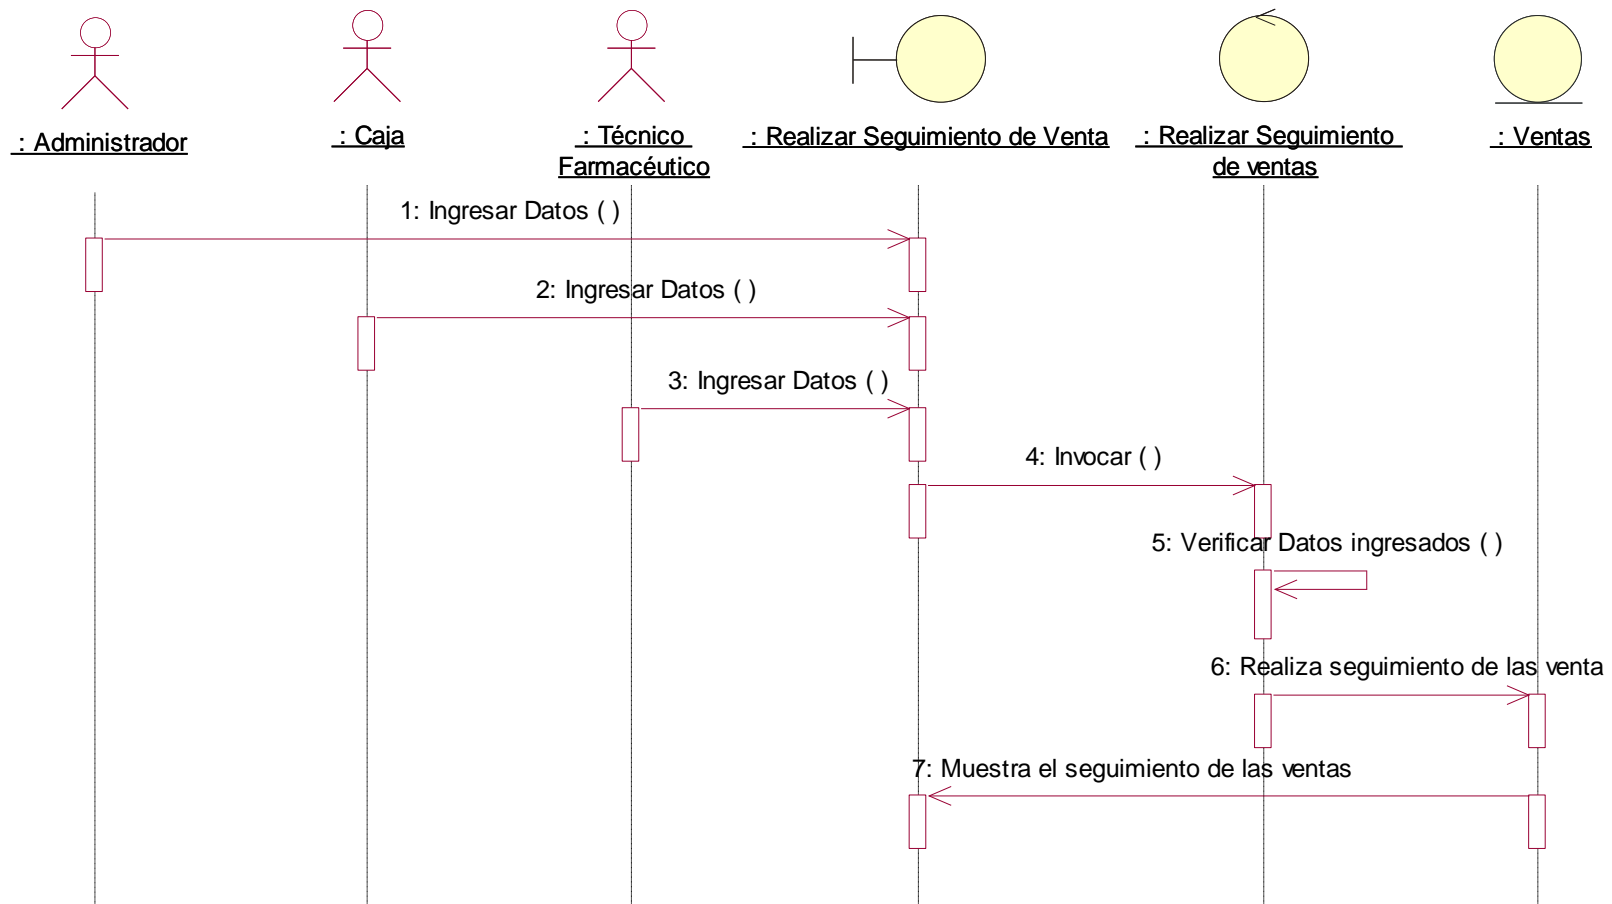 : Administrador
: Caja
: Técnico
Farmacéutico
: Realizar Seguimiento de Venta
: Realizar Seguimiento
de ventas
: Ventas
1: Ingresar Datos ( )
2: Ingresar Datos ( )
3: Ingresar Datos ( )
4: Invocar ( )
5: Verificar Datos ingresados ( )
6: Realiza seguimiento de las venta
7: Muestra el seguimiento de las ventas